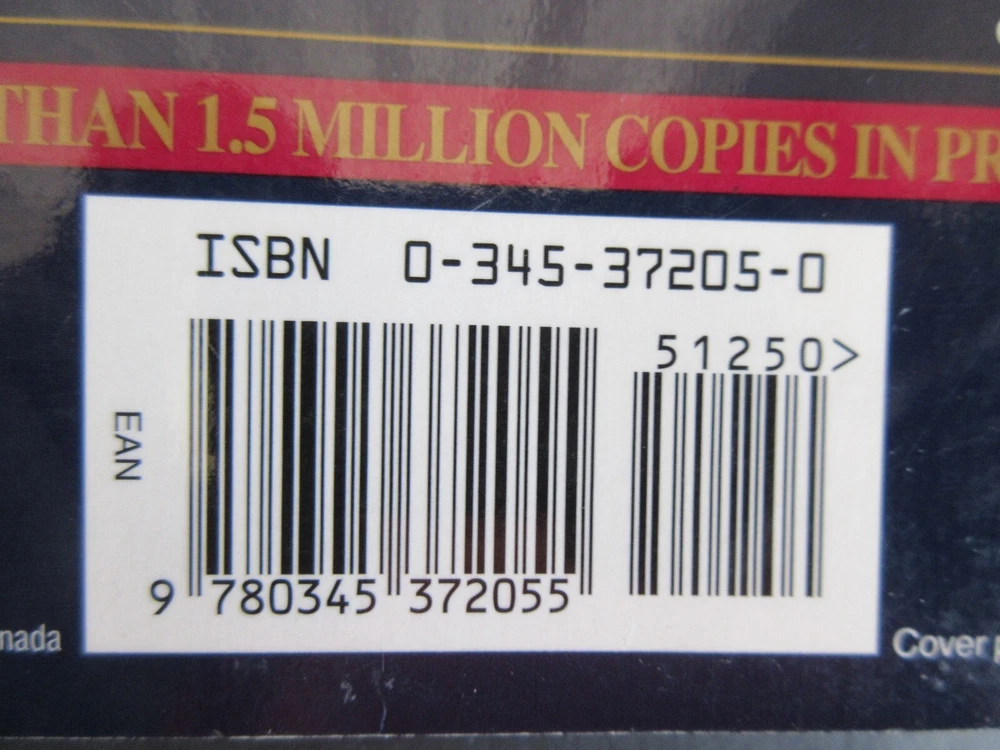 THAN 1.5 MILLION COPIES IN PR
ISBN 0-345-37205-0
51250>
EAN
9 780345 372055
nada
Cover